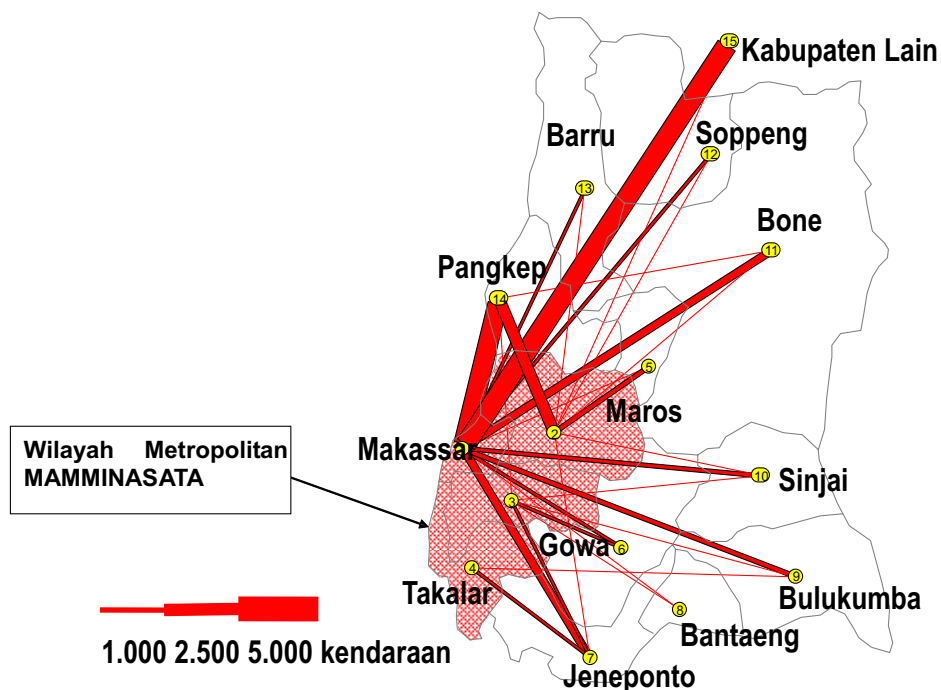 15
Kabupaten Lain
Barru
Soppeng
12
13
Bone
11
Pangkep
14
5
Maros
2
Makassar
Wilayah Metropolitan
MAMMINASATA
10
Sinjai
3
Gowa
6
4
Takalar
9
Bulukumba
8
Bantaeng
1.000 2.500 5.000 kendaraan
7
Jeneponto